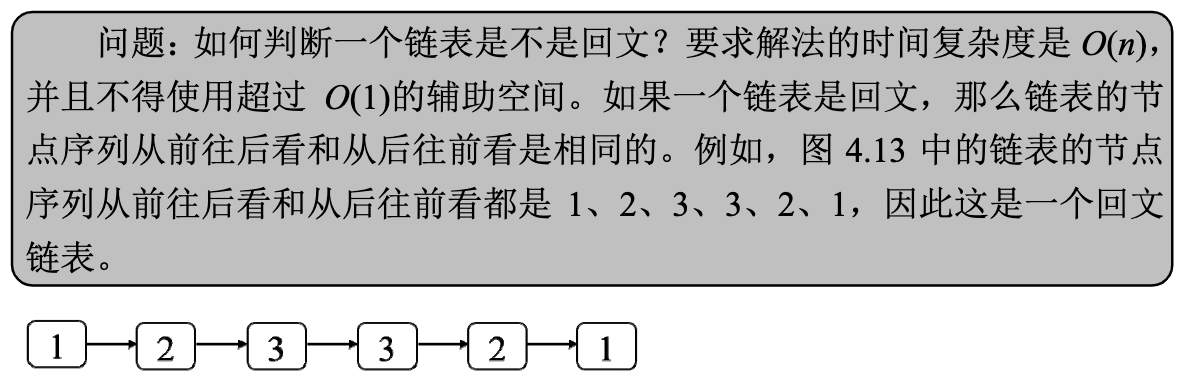 问题：如何判断一个链表是不是回文？要求解法的时间复杂度是 O(n)，
并且不得使用超过 O(1)的辅助空间。如果一个链表是回文，那么链表的节
点序列从前往后看和从后往前看是相同的。例如，图 4.13 中的链表的节点
序列从前往后看和从后往前看都是 1、2、3、3、2、1，因此这是一个回文
链表。
1 2 3 3 2 1